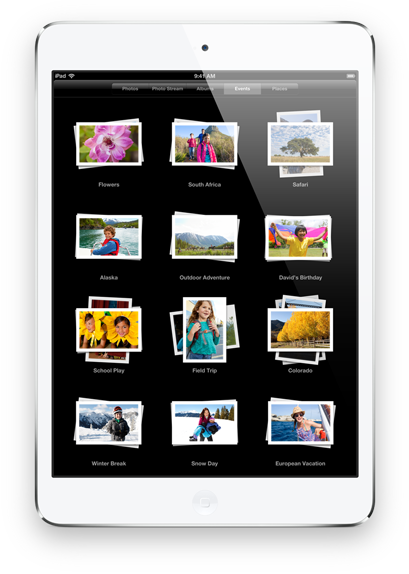 iPad 9:41 AM
Photos Photo Stream Albums Events Places
Flowers South Africa Safari
Alaska Outdoor Adventure David's Birthday
School Play Field Trip Colorado
Winter Break Snow Day European Vacation